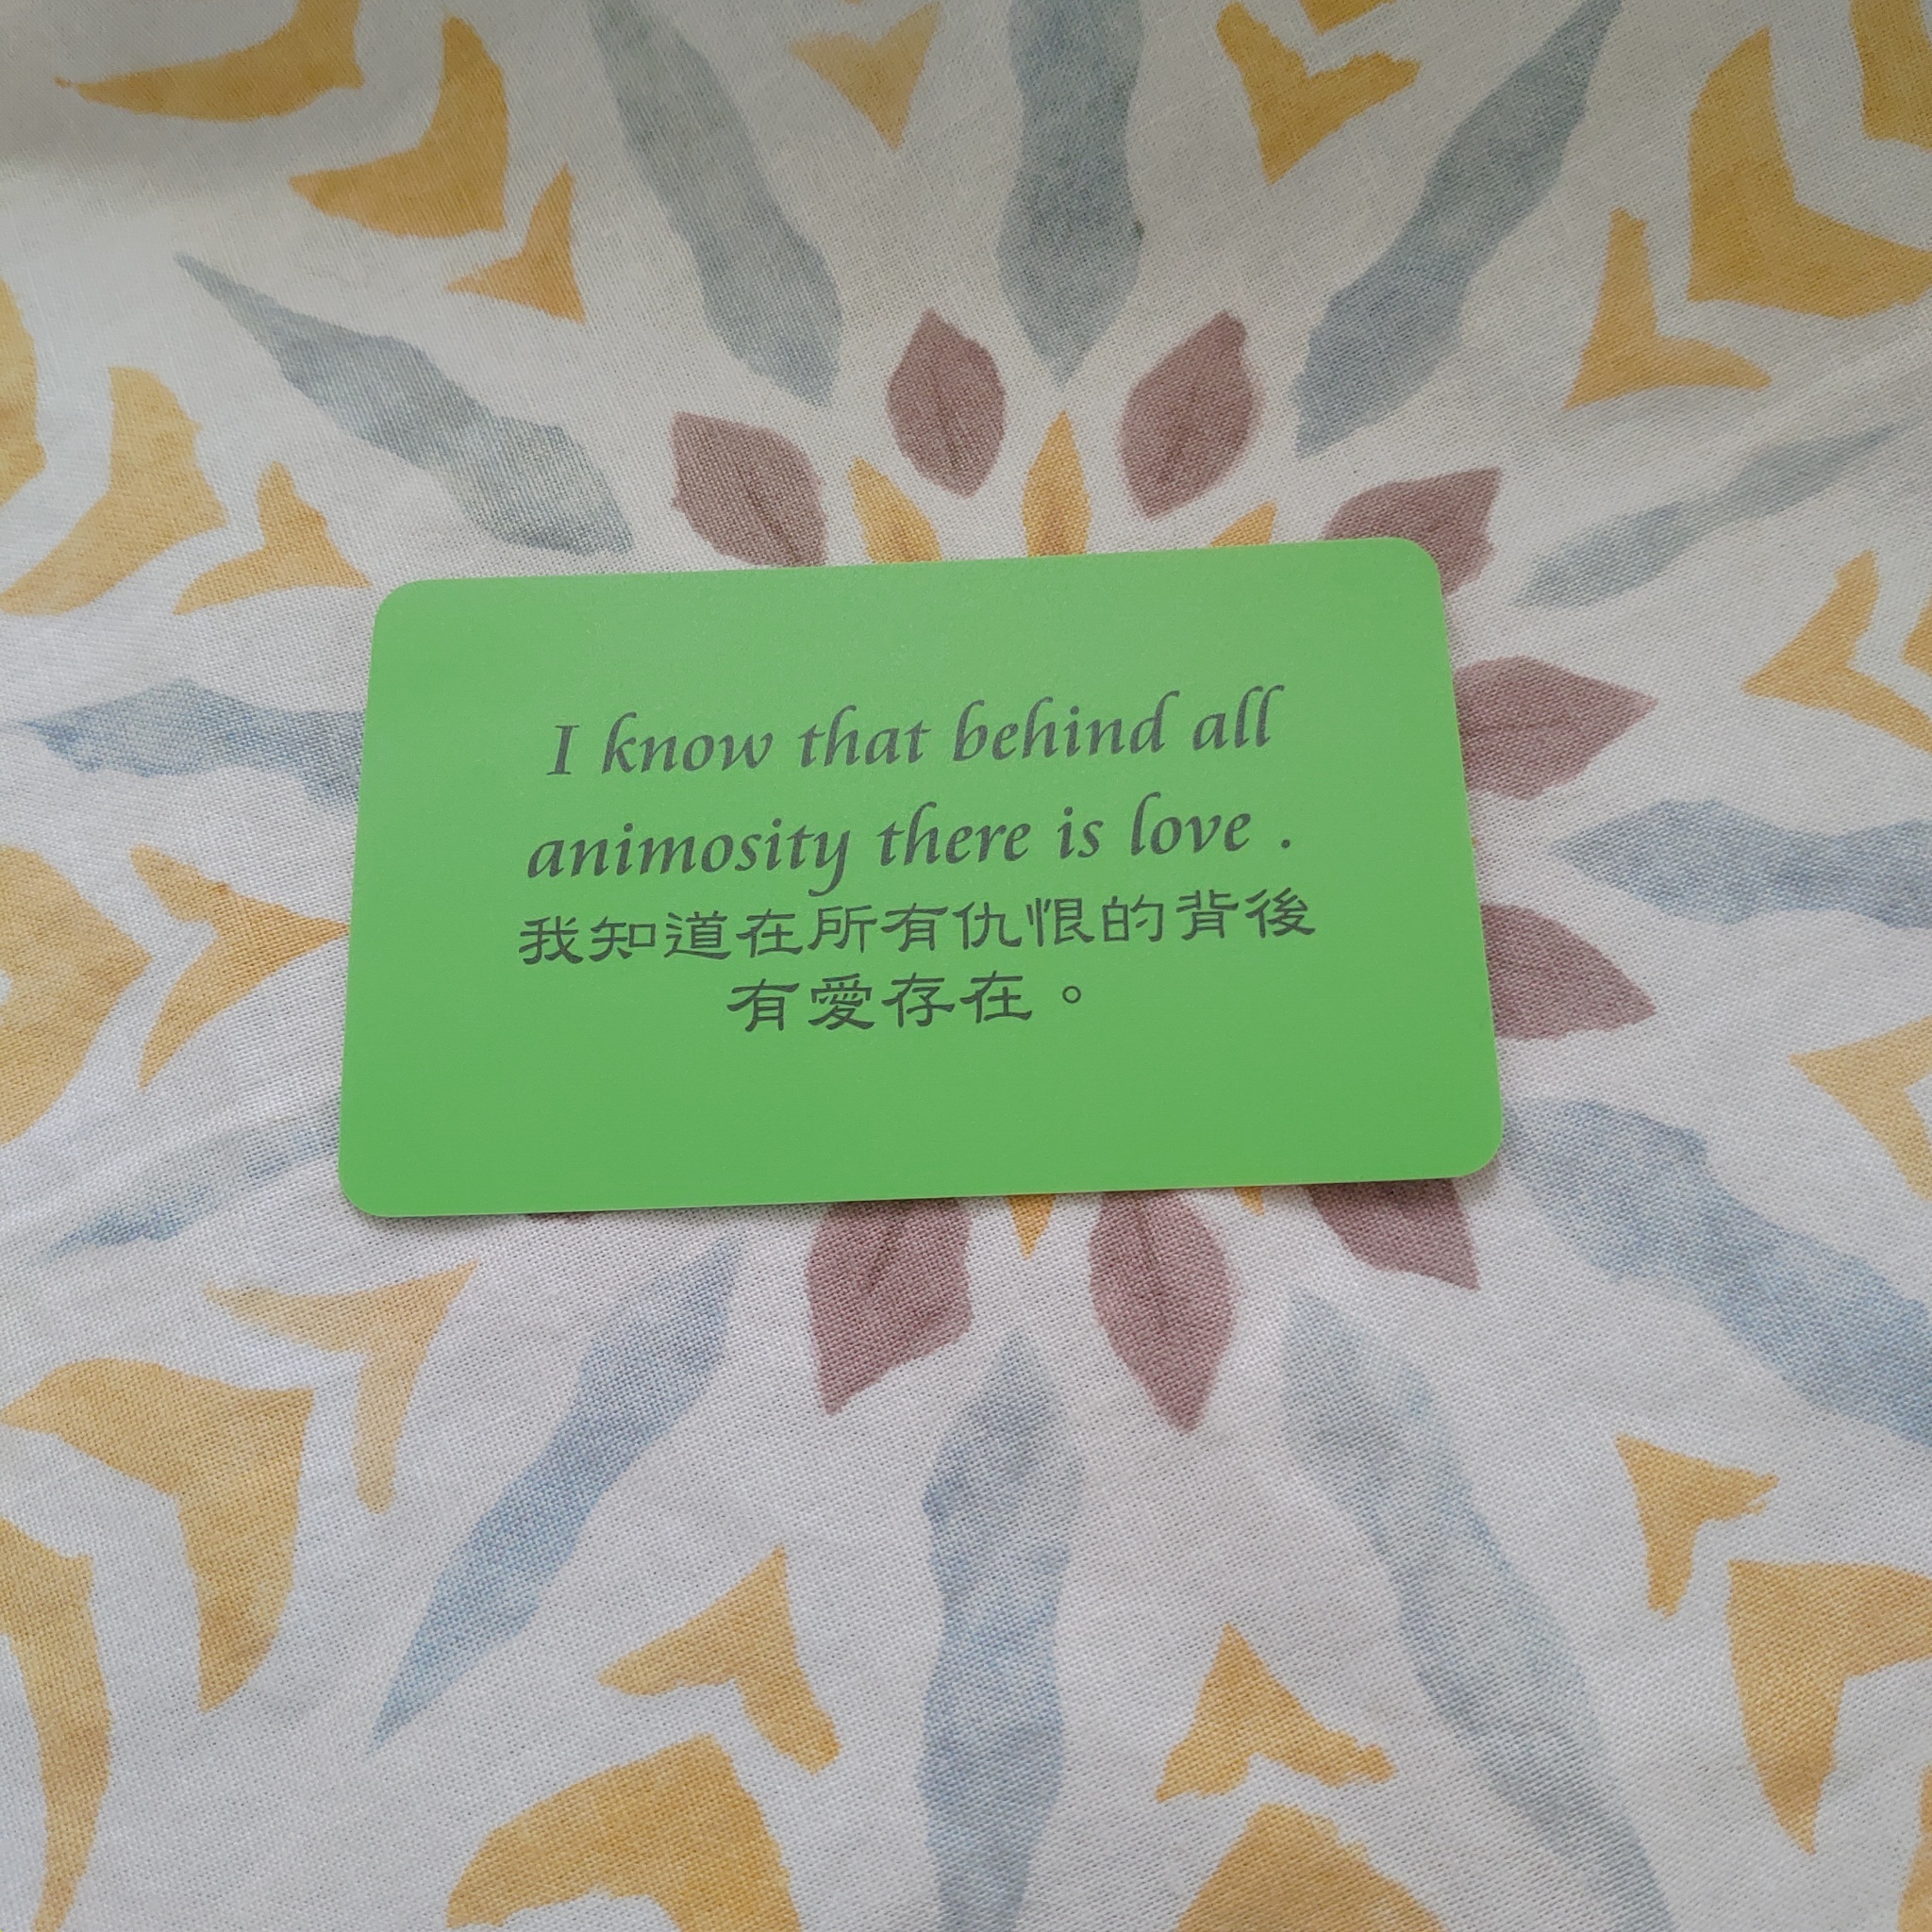 I know that behind all
animosity there is love .
我知道在所有仇恨的背後
有愛存在。